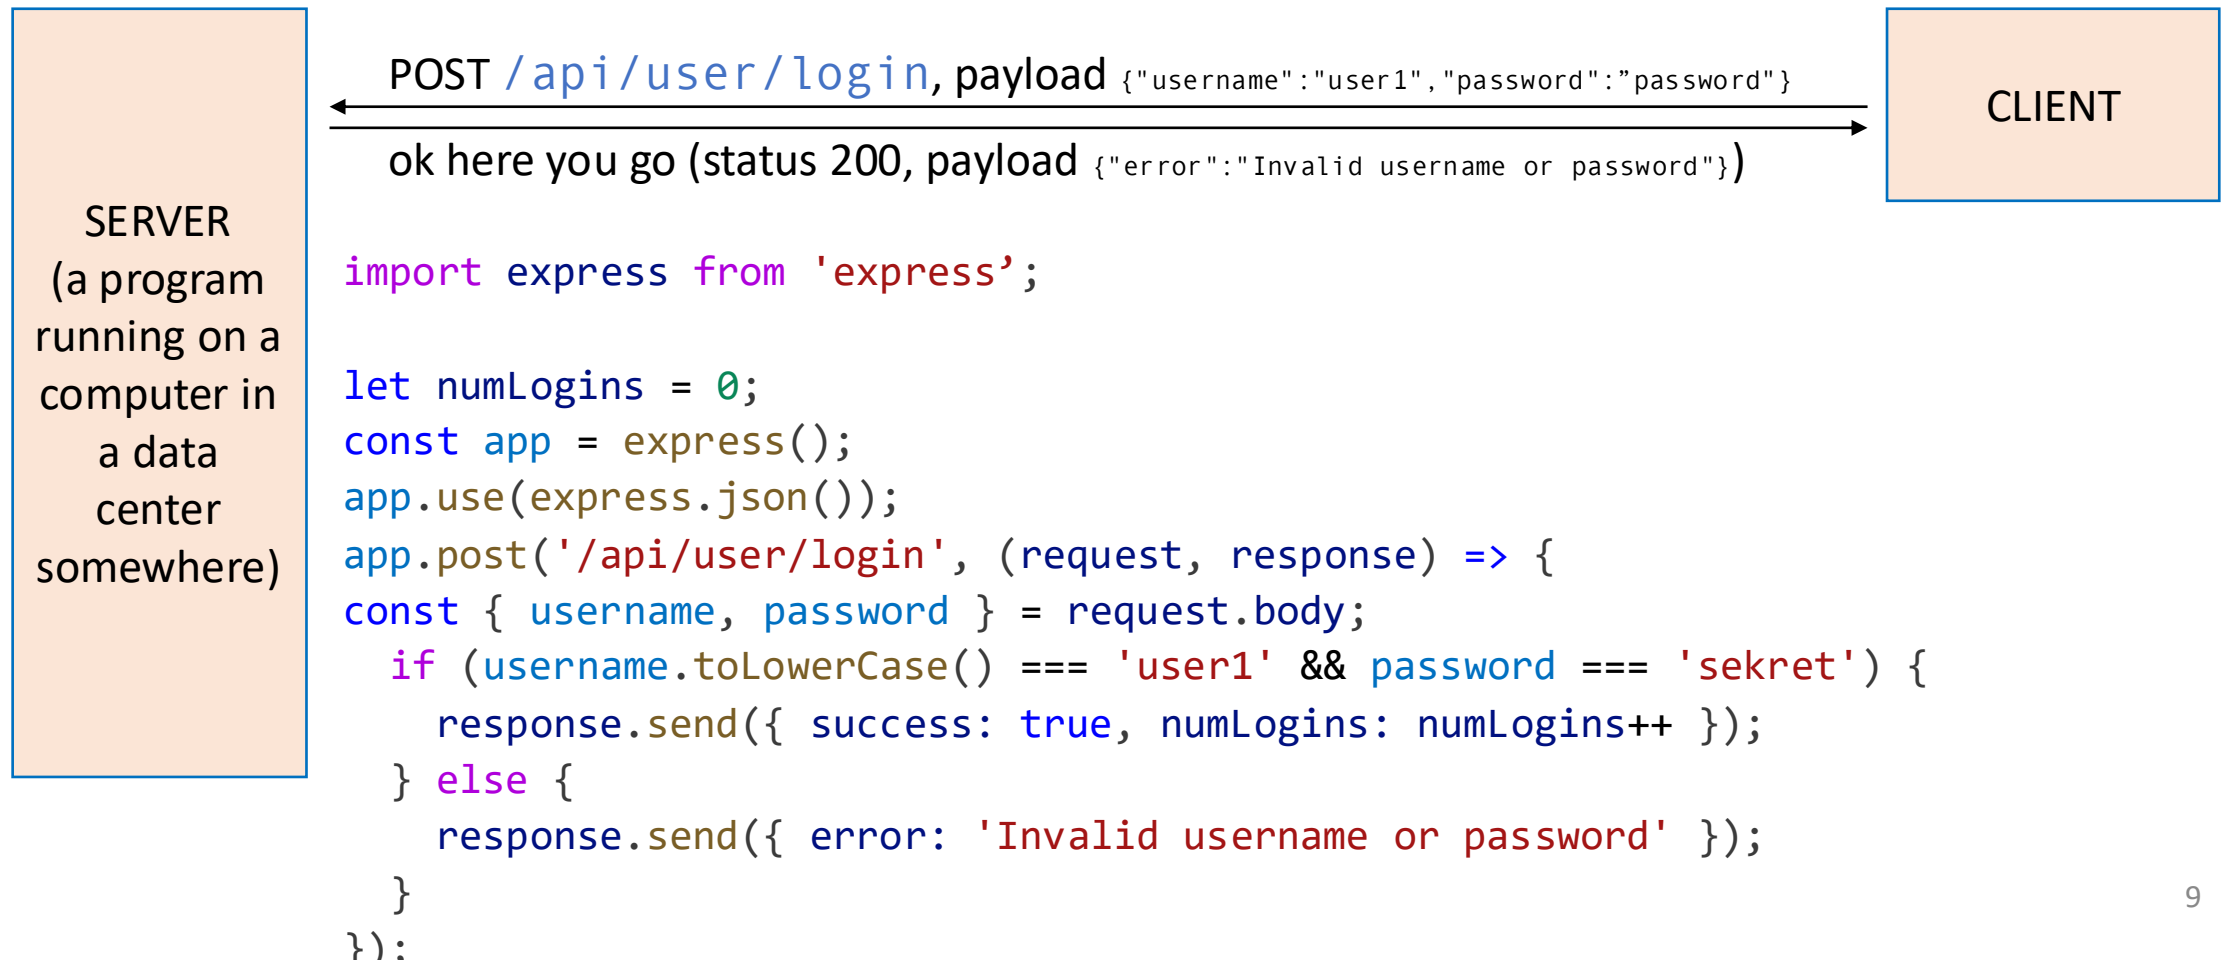 SERVER
(a program
running on a
computer in
a data
center
somewhere)
POST /api/user/login, payload {"username":"user1","password":”password"}
ok here you go (status 200, payload {"error":"Invalid username or password"})
CLIENT
import express from 'express’;
let numLogins = 0;
const app = express();
app.use(express.json());
app.post('/api/user/login', (request, response) => {
const { username, password } = request.body;
  if (username.toLowerCase() === 'user1' && password === 'sekret') {
    response.send({ success: true, numLogins: numLogins++ });
  } else {
    response.send({ error: 'Invalid username or password' });
  }
});
9